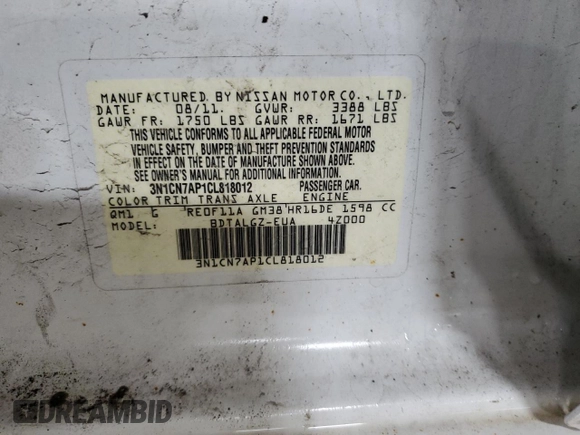 MANUFACTURED BY NISSAN MOTOR CO., LTD.
DATE: 08/11. GVWR: 3388 LBS
GAWR FR: 1750 LBS GAWR RR: 1671 LBS
THIS VEHICLE CONFORMS TO ALL APPLICABLE FEDERAL MOTOR
VEHICLE SAFETY, BUMPER AND THEFT PREVENTION STANDARDS
IN EFFECT ON THE DATE OF MANUFACTURE SHOWN ABOVE.
SEE OWNER'S MANUAL FOR ADDITIONAL INFORMATION.
VIN: 3N1CN7AP1CL818012 PASSENGER CAR.
COLOR TRIM TRANS AXLE ENGINE
QM1 G RE0F11A GM38 HR16DE 1598 CC
MODEL: BDTALGZ-EUA 4Z000
3N1CN7AP1CL818012
DREAMBID